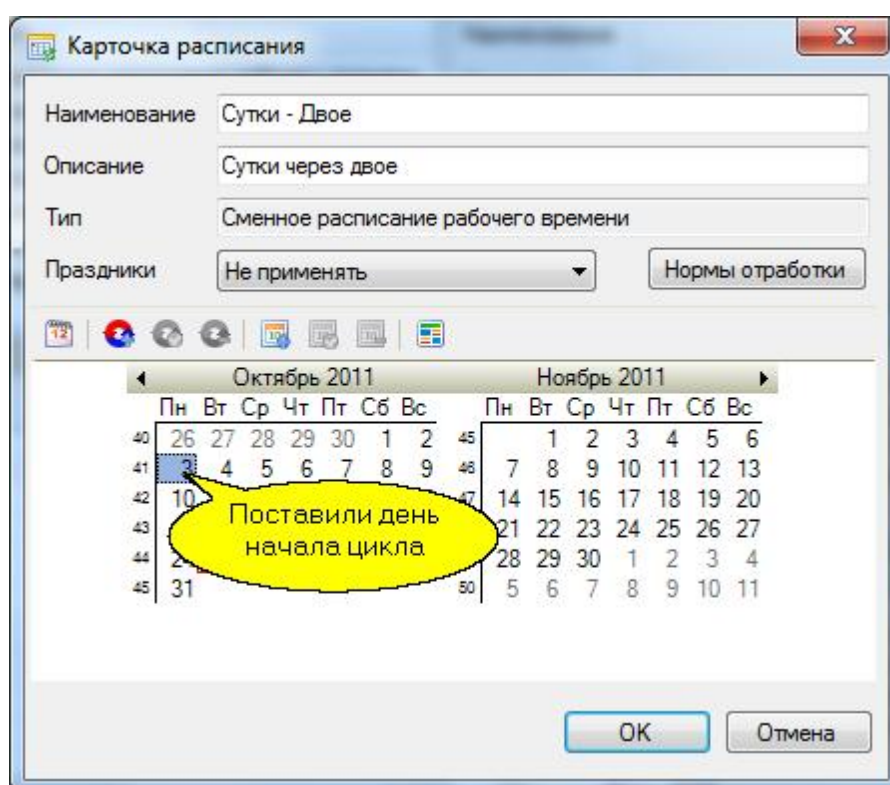 Карточка расписания
Наименование Сутки - Двое
Описание Сутки через двое
Тип Сменное расписание рабочего времени
Праздники Не применять Нормы отработки
12
Октябрь 2011 Ноябрь 2011
Пн Вт Ср Чт Пт Сб Вс Пн Вт Ср Чт Пт Сб Вс
40 26 27 28 29 30 1 2 45 1 2 3 4 5 6
41 3 4 5 6 7 8 9 46 7 8 9 10 11 12 13
42 10 47 14 15 16 17 18 19 20
43 21 22 23 24 25 26 27
44 28 29 30 1 2 3 4
45 31 50 5 6 7 8 9 10 11
Поставили день
начала цикла
OK Отмена